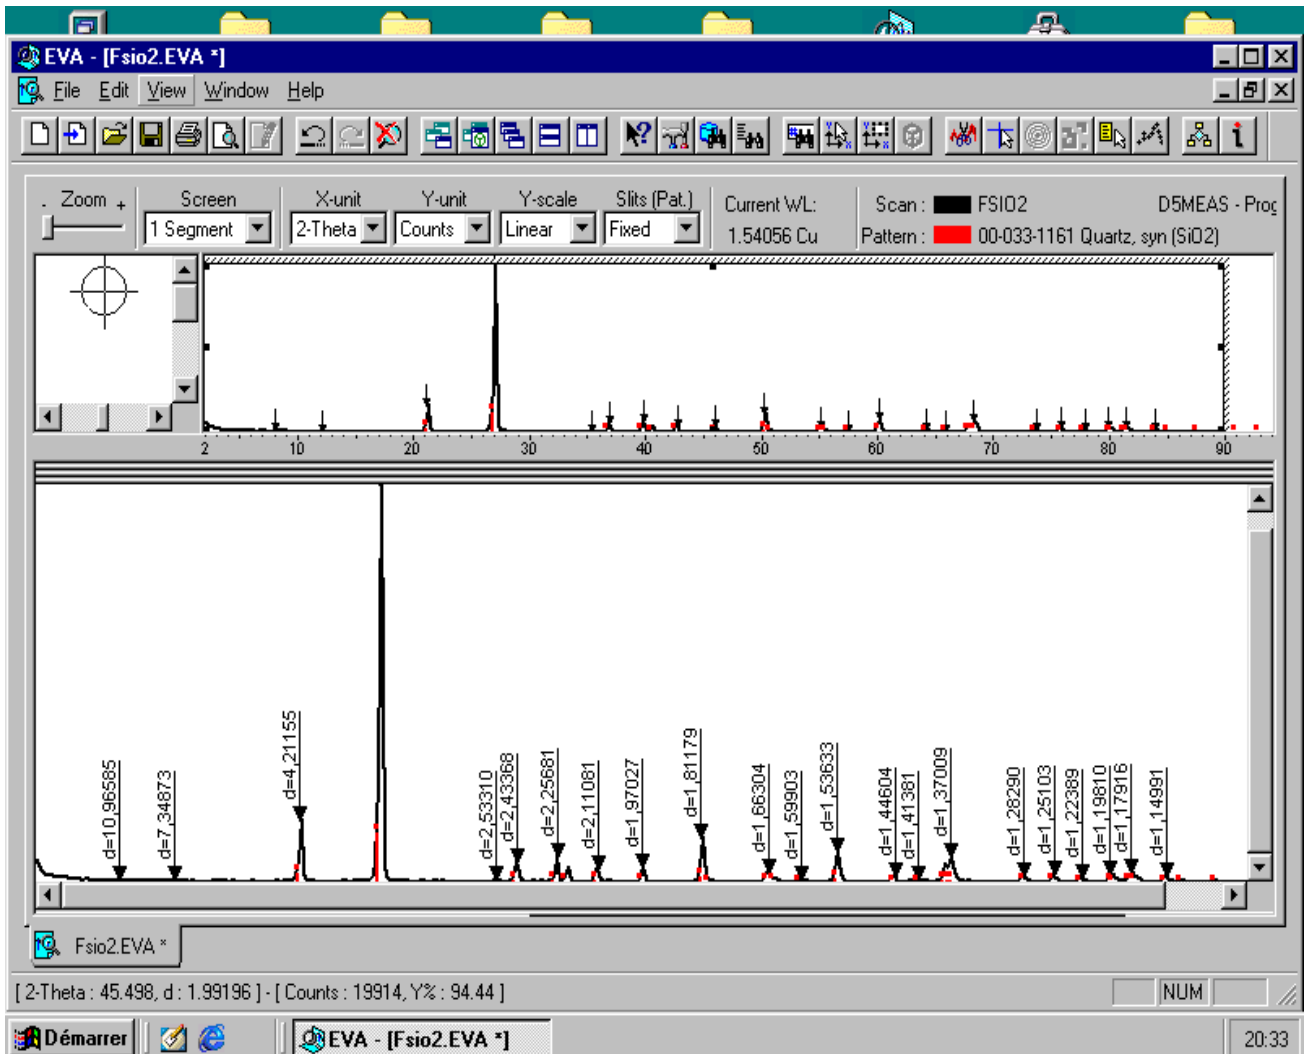 EVA - [Fsio2.EVA *]
File Edit View Window Help
- Zoom + Screen X-unit Y-unit Y-scale Slits (Pat.) Current WL: Scan : FSIO2 D5MEAS - Prog
1 Segment 2-Theta Counts Linear Fixed 1.54056 Cu Pattern : 00-033-1161 Quartz, syn (SiO2)
2 10 20 30 40 50 60 70 80 90
d=10,96585
d=7,34873
d=4,21155
d=2,53310
d=2,43368
d=2,25681
d=2,11081
d=1,97027
d=1,81179
d=1,66304
d=1,59903
d=1,53633
d=1,44604
d=1,41381
d=1,37009
d=1,28290
d=1,25103
d=1,22389
d=1,19810
d=1,17916
d=1,14991
Fsio2.EVA *
[ 2-Theta : 45.498, d : 1.99196 ] - [ Counts : 19914, Y% : 94.44 ] NUM
Démarrer EVA - [Fsio2.EVA *] 20:33